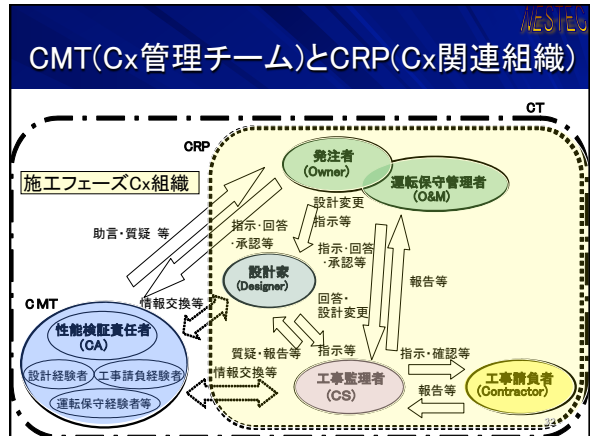 NESTEC
CMT(Cx管理チーム)とCRP(Cx関連組織)
CT
CRP
施工フェーズCx組織
発注者
(Owner)
運転保守管理者
(O&M)
設計変更
指示等
助言・質疑 等
指示・回答
・承認等
指示・回答
・承認等
設計家
(Designer)
報告等
CMT
情報交換等
回答・
設計変更
性能検証責任者
(CA)
設計経験者
工事請負経験者
運転保守経験者等
質疑・報告等
指示等
指示・確認等
情報交換等
工事監理者
(CS)
報告等
工事請負者
(Contractor)